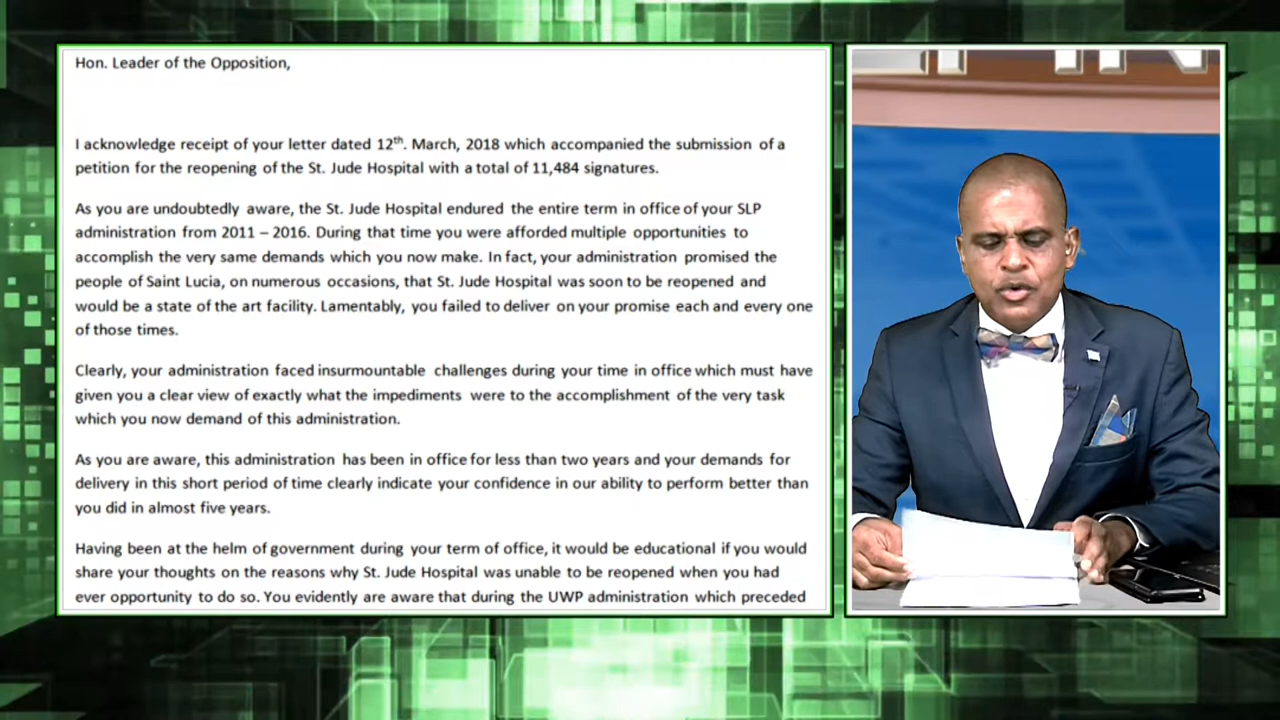 Hon. Leader of the Opposition,
I acknowledge receipt of your letter dated 12th. March, 2018 which accompanied the submission of a
petition for the reopening of the St. Jude Hospital with a total of 11,484 signatures.
As you are undoubtedly aware, the St. Jude Hospital endured the entire term in office of your SLP
administration from 2011 – 2016. During that time you were afforded multiple opportunities to
accomplish the very same demands which you now make. In fact, your administration promised the
people of Saint Lucia, on numerous occasions, that St. Jude Hospital was soon to be reopened and
would be a state of the art facility. Lamentably, you failed to deliver on your promise each and every one
of those times.
Clearly, your administration faced insurmountable challenges during your time in office which must have
given you a clear view of exactly what the impediments were to the accomplishment of the very task
which you now demand of this administration.
As you are aware, this administration has been in office for less than two years and your demands for
delivery in this short period of time clearly indicate your confidence in our ability to perform better than
you did in almost five years.
Having been at the helm of government during your term of office, it would be educational if you would
share your thoughts on the reasons why St. Jude Hospital was unable to be reopened when you had
ever opportunity to do so. You evidently are aware that during the UWP administration which preceded